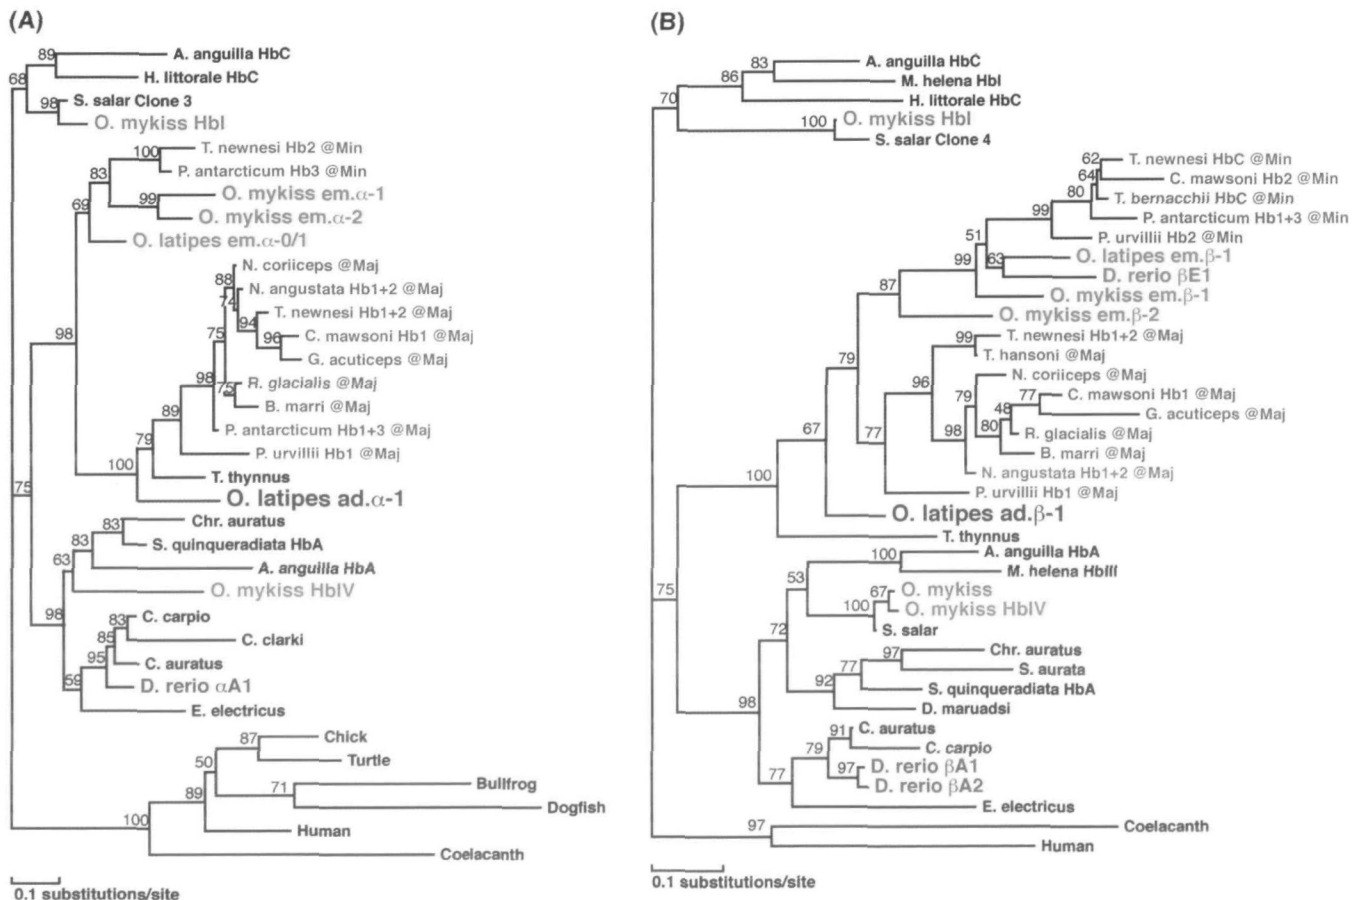 (A)
89
A. anguilla HbC
H. littorale HbC
68
98
S. salar Clone 3
O. mykiss HbI
100
T. newnesi Hb2 @Min
P. antarcticum Hb3 @Min
83
99
O. mykiss em.α-1
O. mykiss em.α-2
69
O. latipes em.α-0/1
N. coriiceps @Maj
88
N. angustata Hb1+2 @Maj
74
T. newnesi Hb1+2 @Maj
94
96
C. mawsoni Hb1 @Maj
G. acuticeps @Maj
75
98
75
R. glacialis @Maj
B. marri @Maj
P. antarcticum Hb1+3 @Maj
89
P. urvillii Hb1 @Maj
79
T. thynnus
98
100
O. latipes ad.α-1
75
83
Chr. auratus
S. quinqueradiata HbA
83
A. anguilla HbA
63
O. mykiss HbIV
98
83
C. carpio
C. clarki
85
C. auratus
95
D. rerio αA1
59
E. electricus
87
Chick
Turtle
50
71
Bullfrog
Dogfish
89
Human
100
Coelacanth
0.1 substitutions/site
(B)
83
A. anguilla HbC
M. helena HbI
86
H. littorale HbC
70
100
O. mykiss HbI
S. salar Clone 4
62
T. newnesi HbC @Min
C. mawsoni Hb2 @Min
64
T. bernacchii HbC @Min
80
P. antarcticum Hb1+3 @Min
99
P. urvillii Hb2 @Min
51
63
O. latipes em.β-1
D. rerio βE1
99
O. mykiss em.β-1
87
O. mykiss em.β-2
99
T. newnesi Hb1+2 @Maj
T. hansoni @Maj
79
96
N. coriiceps @Maj
79
77
C. mawsoni Hb1 @Maj
G. acuticeps @Maj
48
R. glacialis @Maj
80
B. marri @Maj
98
N. angustata Hb1+2 @Maj
77
P. urvillii Hb1 @Maj
67
O. latipes ad.β-1
100
T. thynnus
100
A. anguilla HbA
M. helena HbIII
53
67
O. mykiss
O. mykiss HbIV
100
S. salar
75
72
97
Chr. auratus
S. aurata
77
S. quinqueradiata HbA
92
D. maruadsi
98
91
C. auratus
C. carpio
79
97
D. rerio βA1
D. rerio βA2
77
E. electricus
97
Coelacanth
Human
0.1 substitutions/site